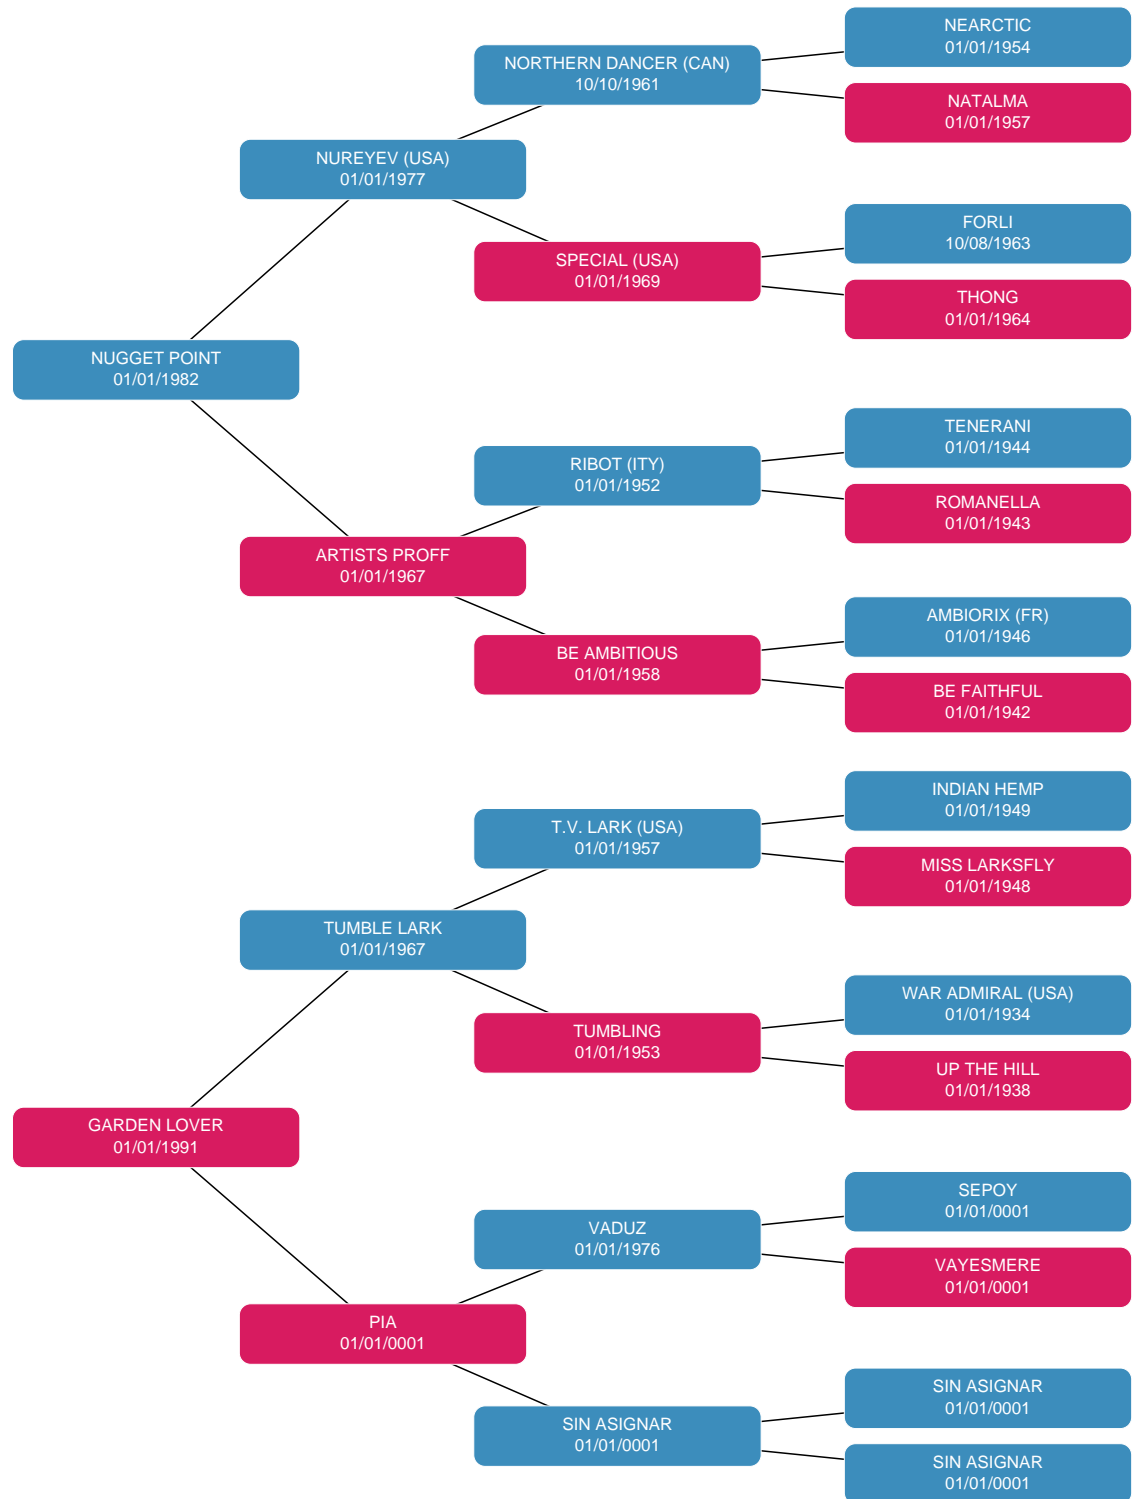 NEARCTIC
01/01/1954
NORTHERN DANCER (CAN)
10/10/1961
NATALMA
01/01/1957
NUREYEV (USA)
01/01/1977
FORLI
10/08/1963
SPECIAL (USA)
01/01/1969
THONG
01/01/1964
NUGGET POINT
01/01/1982
TENERANI
01/01/1944
RIBOT (ITY)
01/01/1952
ROMANELLA
01/01/1943
ARTISTS PROFF
01/01/1967
AMBIORIX (FR)
01/01/1946
BE AMBITIOUS
01/01/1958
BE FAITHFUL
01/01/1942
INDIAN HEMP
01/01/1949
T.V. LARK (USA)
01/01/1957
MISS LARKSFLY
01/01/1948
TUMBLE LARK
01/01/1967
WAR ADMIRAL (USA)
01/01/1934
TUMBLING
01/01/1953
UP THE HILL
01/01/1938
GARDEN LOVER
01/01/1991
SEPOY
01/01/0001
VADUZ
01/01/1976
VAYESMERE
01/01/0001
PIA
01/01/0001
SIN ASIGNAR
01/01/0001
SIN ASIGNAR
01/01/0001
SIN ASIGNAR
01/01/0001